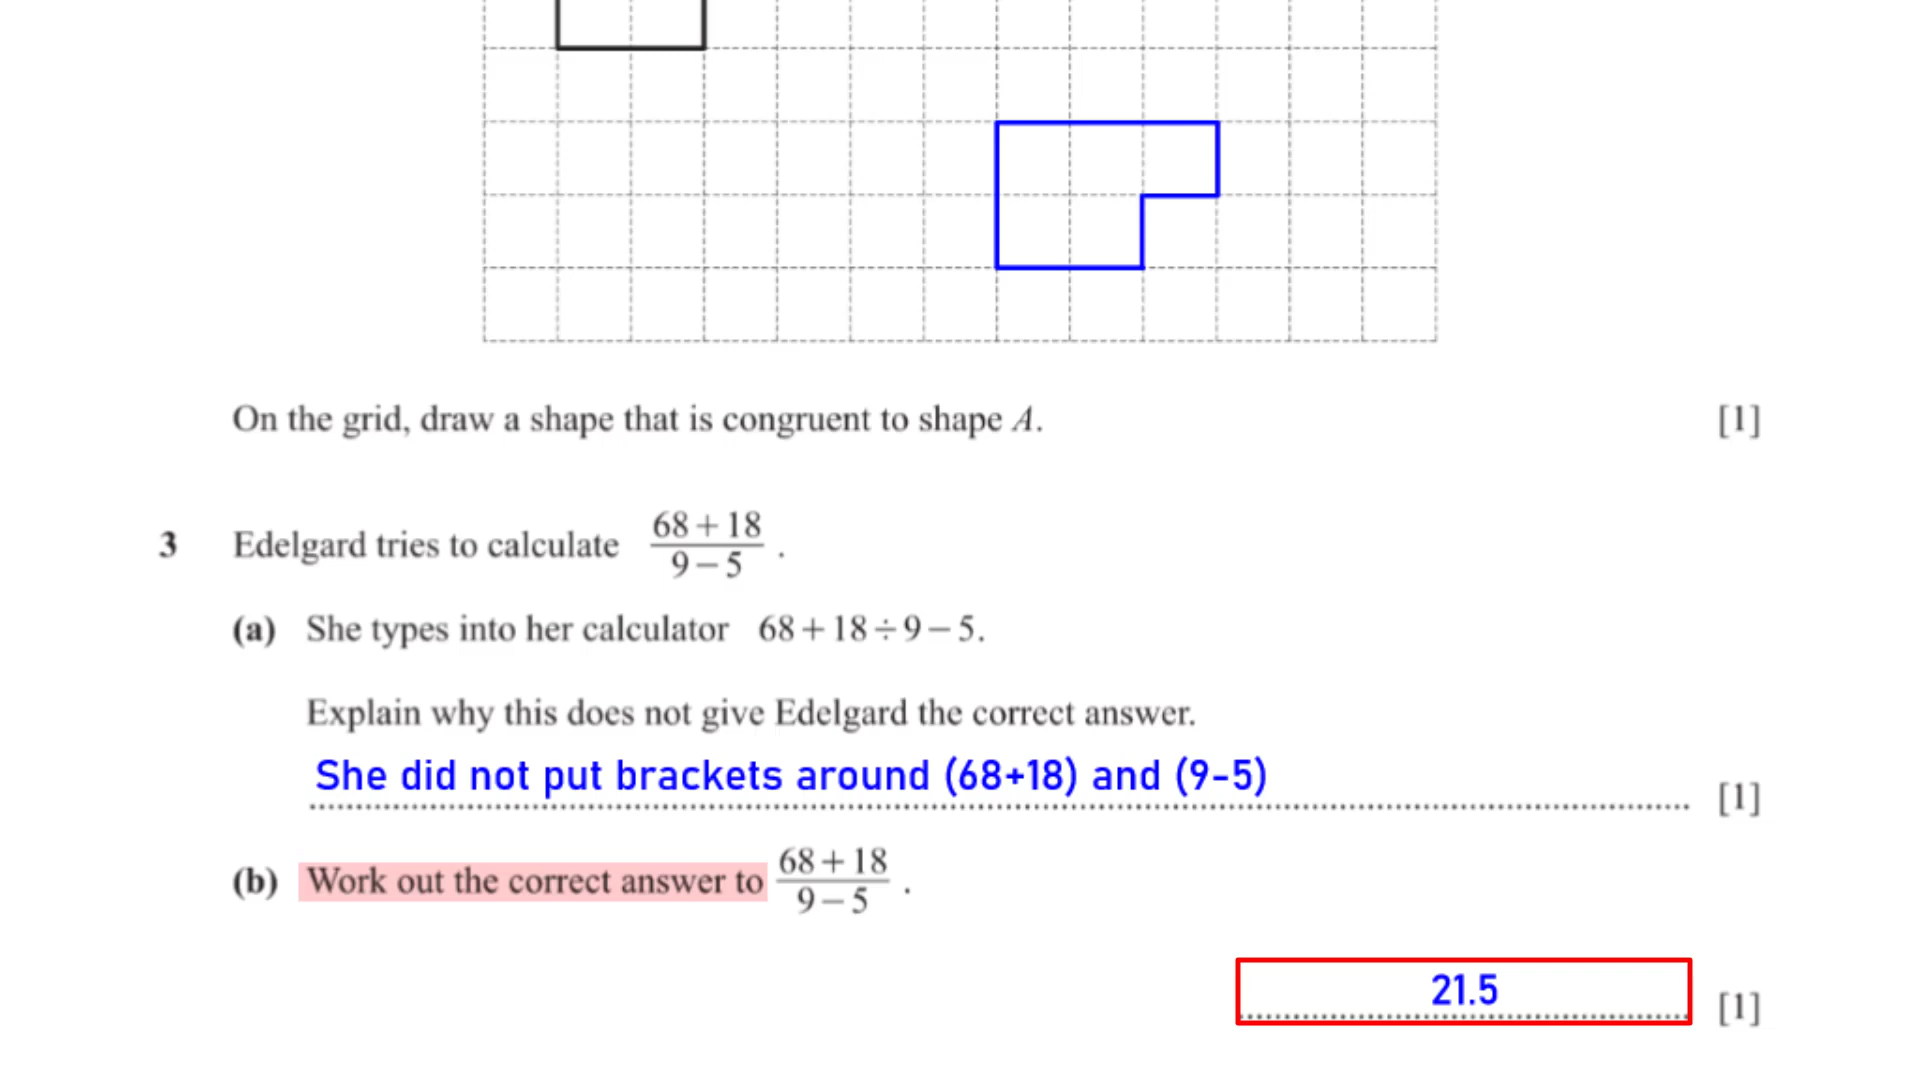 On the grid, draw a shape that is congruent to shape A. [1]
3 Edelgard tries to calculate 68 + 18 / 9 − 5 .
(a) She types into her calculator 68 + 18 ÷ 9 − 5.
Explain why this does not give Edelgard the correct answer.
She did not put brackets around (68+18) and (9-5) [1]
(b) Work out the correct answer to 68 + 18 / 9 − 5 .
21.5 [1]